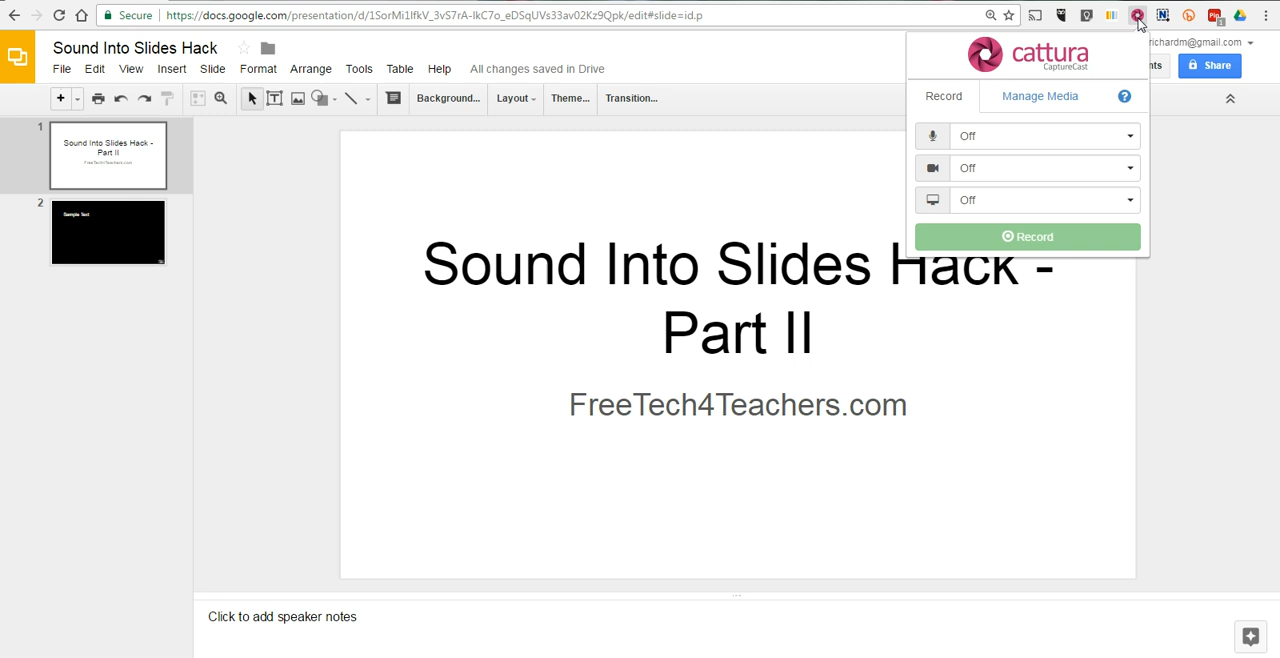 Secure https://docs.google.com/presentation/d/1SorMi1lfkV_3vS7rA-lkC7o_eDSqUVs33av02Kz9Qpk/edit#slide=id.p
Sound Into Slides Hack
richardm@gmail.com
File Edit View Insert Slide Format Arrange Table Help All changes saved in Drive
nts Share
Background... Layout Theme... Transition...
cattura
CaptureCast
Record Manage Media ?
Off
Off
Off
Record
1
Sound Into Slides Hack -
Part II
FreeTech4Teachers.com
2
Sample Text
Sound Into Slides Hack -
Part II
FreeTech4Teachers.com
Click to add speaker notes